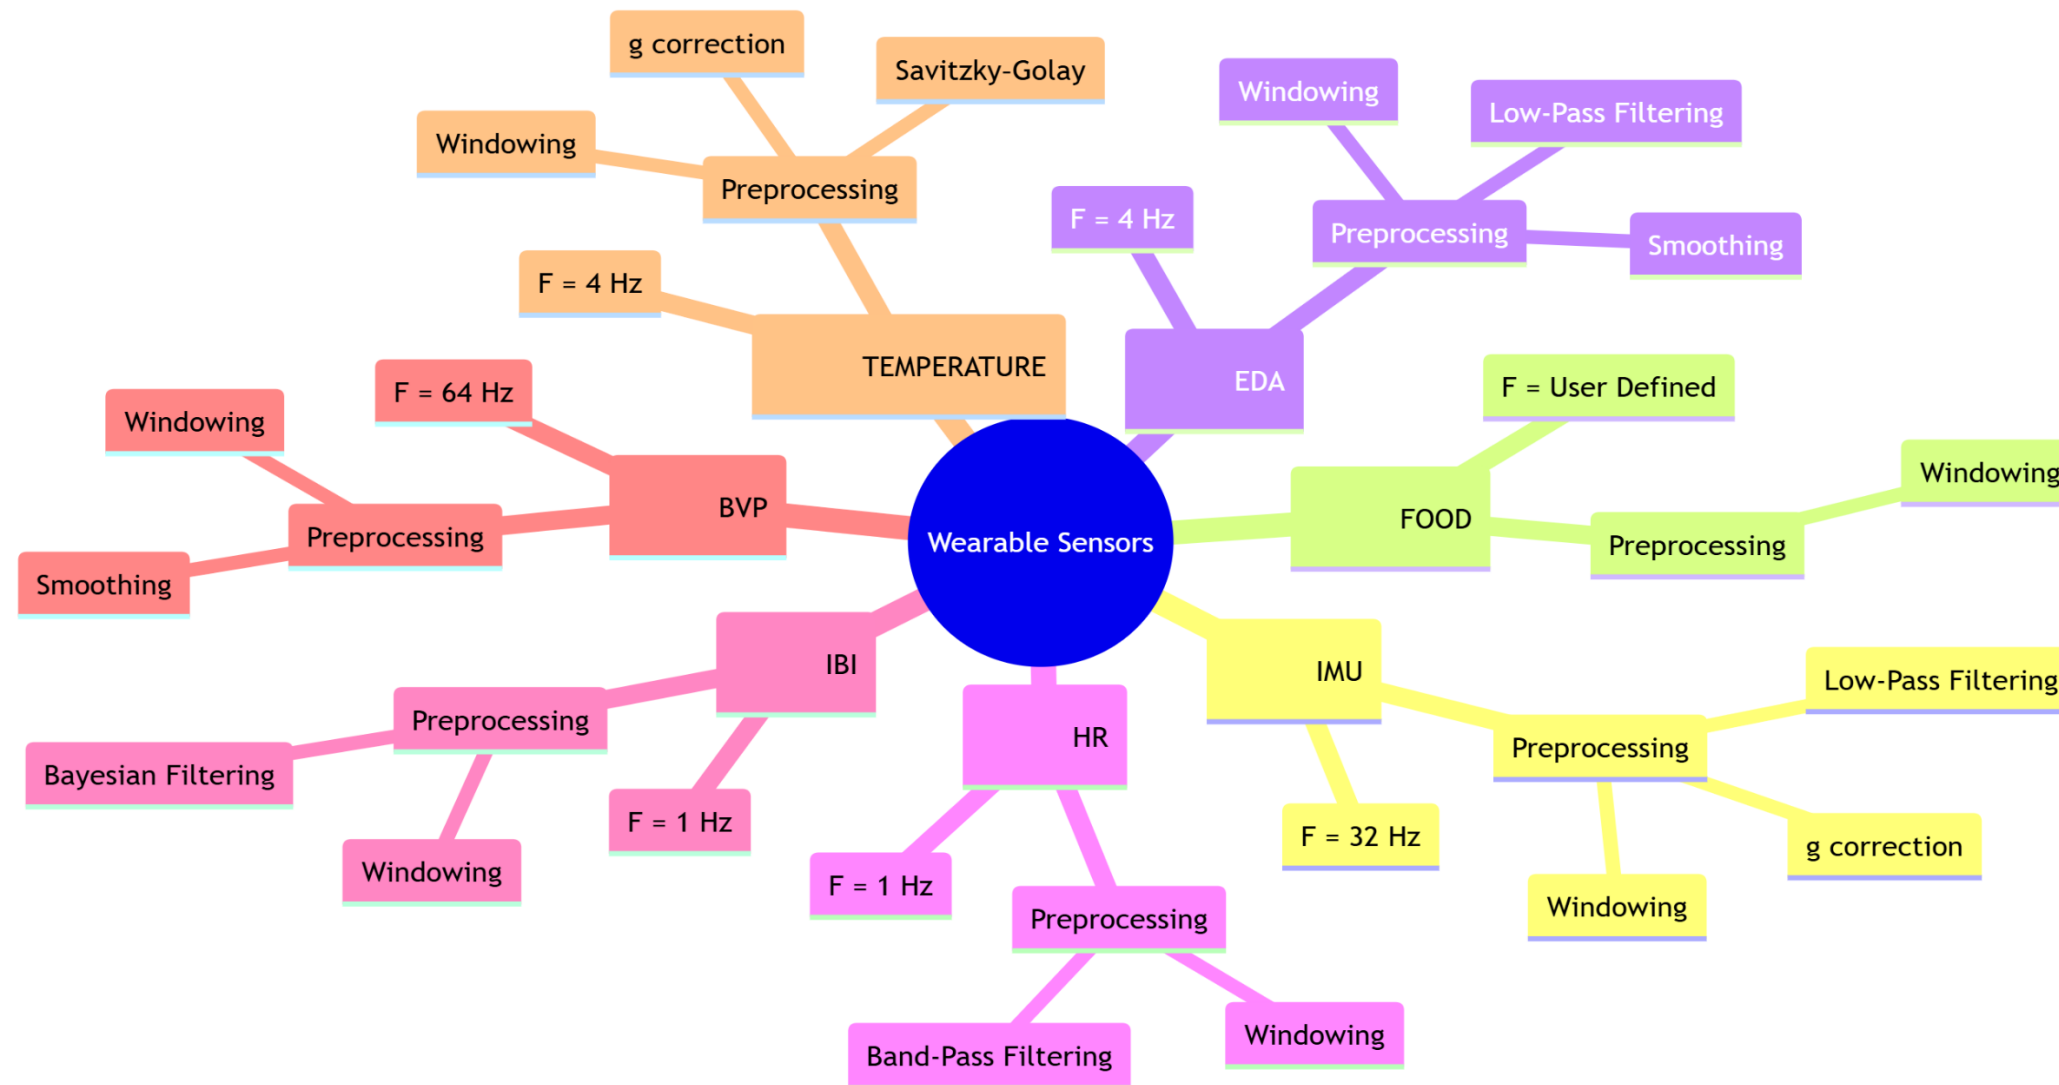 g correction
Savitzky-Golay
Windowing
Preprocessing
F = 4 Hz
TEMPERATURE
Windowing
Low-Pass Filtering
F = 4 Hz
Preprocessing
Smoothing
EDA
F = User Defined
FOOD
Windowing
Preprocessing
F = 64 Hz
Windowing
BVP
Preprocessing
Smoothing
Wearable Sensors
IBI
Preprocessing
Bayesian Filtering
F = 1 Hz
Windowing
HR
F = 1 Hz
Preprocessing
Band-Pass Filtering
Windowing
IMU
Low-Pass Filtering
Preprocessing
F = 32 Hz
g correction
Windowing